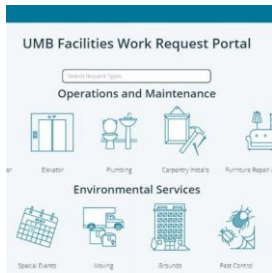 UMB Facilities Work Request Portal
Search Request Types
Operations and Maintenance
er Elevator Plumbing Carpentry Installs Furniture Repair
Environmental Services
Special Events Moving Grounds Pest Control